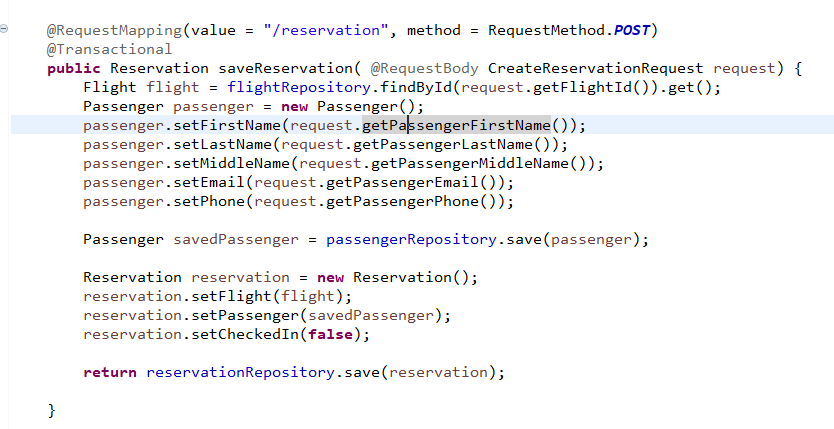 @RequestMapping(value = "/reservation", method = RequestMethod.POST)
@Transactional
public Reservation saveReservation( @RequestBody CreateReservationRequest request) {
Flight flight = flightRepository.findById(request.getFlightId()).get();
Passenger passenger = new Passenger();
passenger.setFirstName(request.getPassengerFirstName());
passenger.setLastName(request.getPassengerLastName());
passenger.setMiddleName(request.getPassengerMiddleName());
passenger.setEmail(request.getPassengerEmail());
passenger.setPhone(request.getPassengerPhone());
Passenger savedPassenger = passengerRepository.save(passenger);
Reservation reservation = new Reservation();
reservation.setFlight(flight);
reservation.setPassenger(savedPassenger);
reservation.setCheckedIn(false);
return reservationRepository.save(reservation);
}